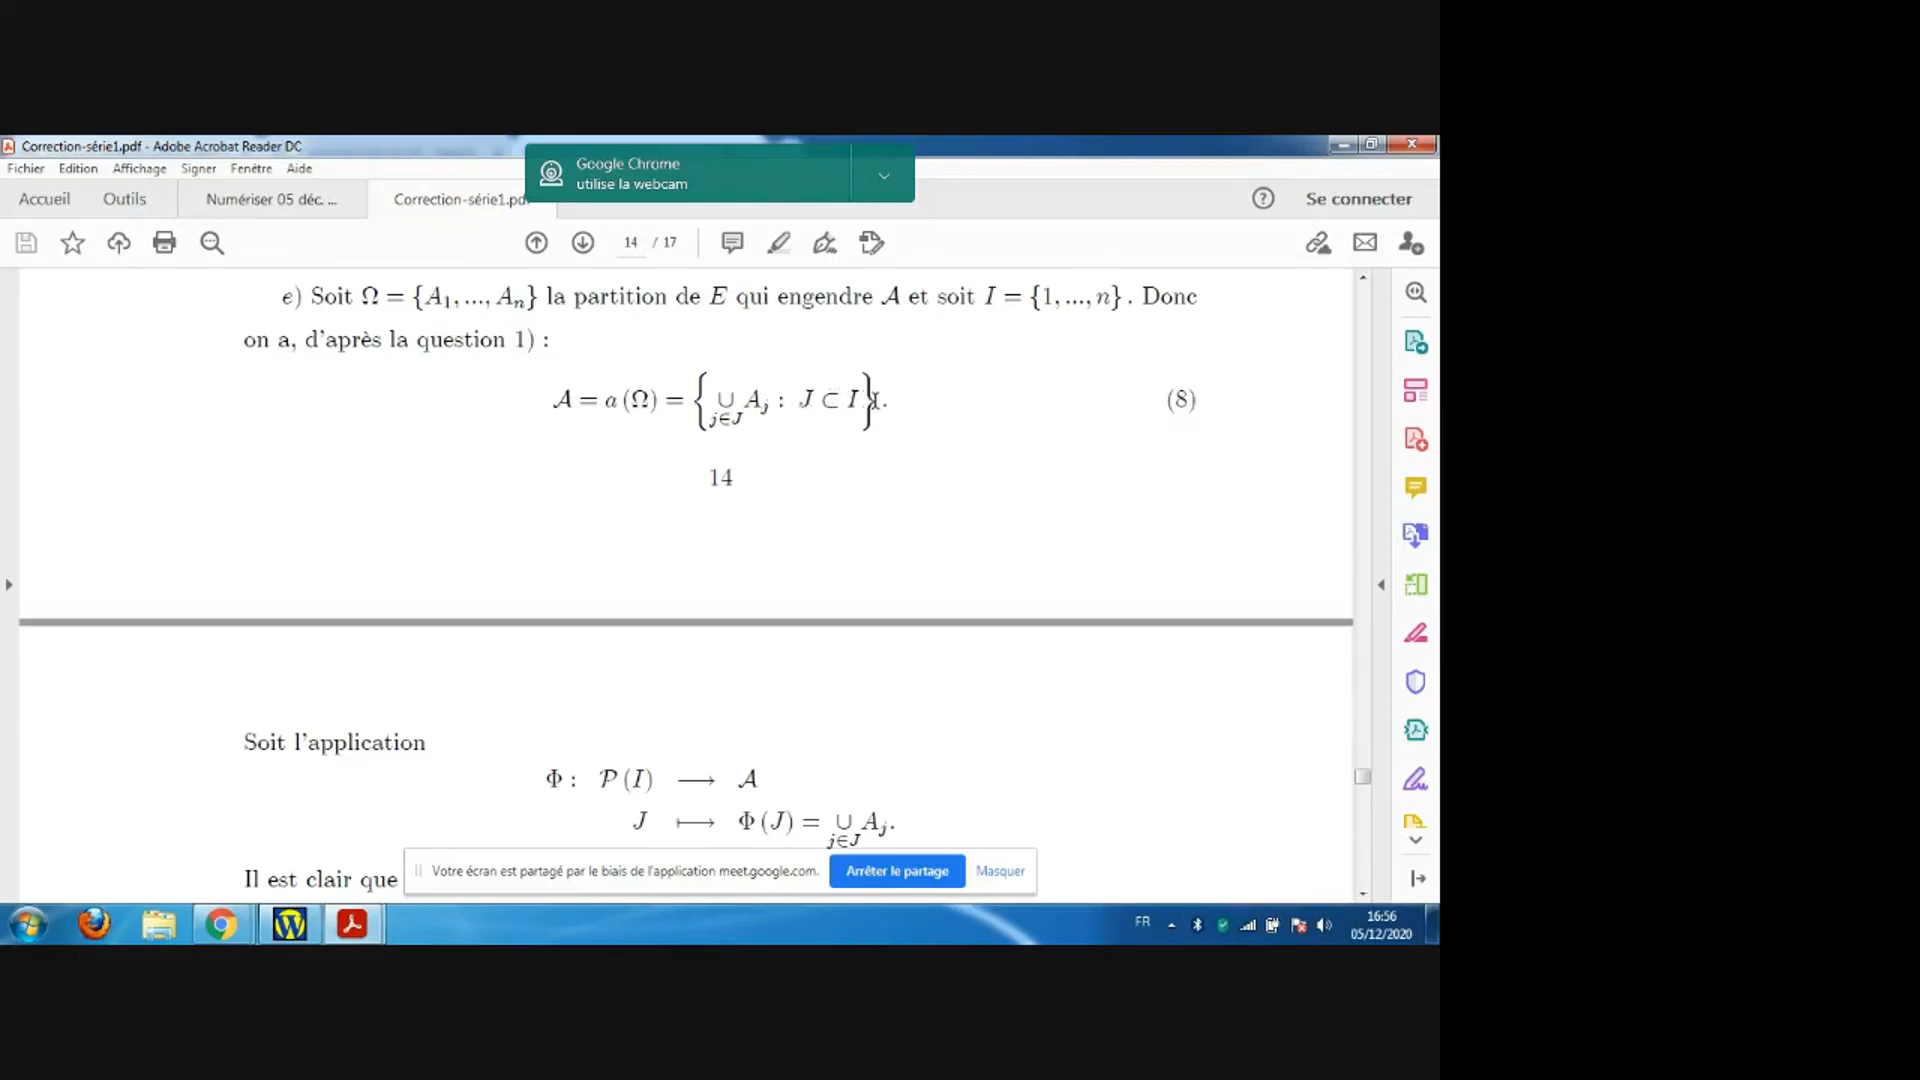 Correction-série1.pdf - Adobe Acrobat Reader DC
Fichier Edition Affichage Signer Fenêtre Aide
Google Chrome
utilise la webcam
Accueil Outils Numériser 05 déc. ... Correction-série1.pdf Se connecter
14 / 17
e) Soit Ω = {A₁, ..., Aₙ} la partition de E qui engendre 𝒜 et soit I = {1, ..., n} . Donc
on a, d'après la question 1) :
𝒜 = a (Ω) = { ∪_{j∈J} A_j : J ⊂ I }. (8)
14
Soit l'application
Φ : 𝒫 (I) ⟶ 𝒜
J ⟼ Φ (J) = ∪_{j∈J} A_j.
Il est clair que
Votre écran est partagé par le biais de l'application meet.google.com. Arrêter le partage Masquer
FR
16:56
05/12/2020